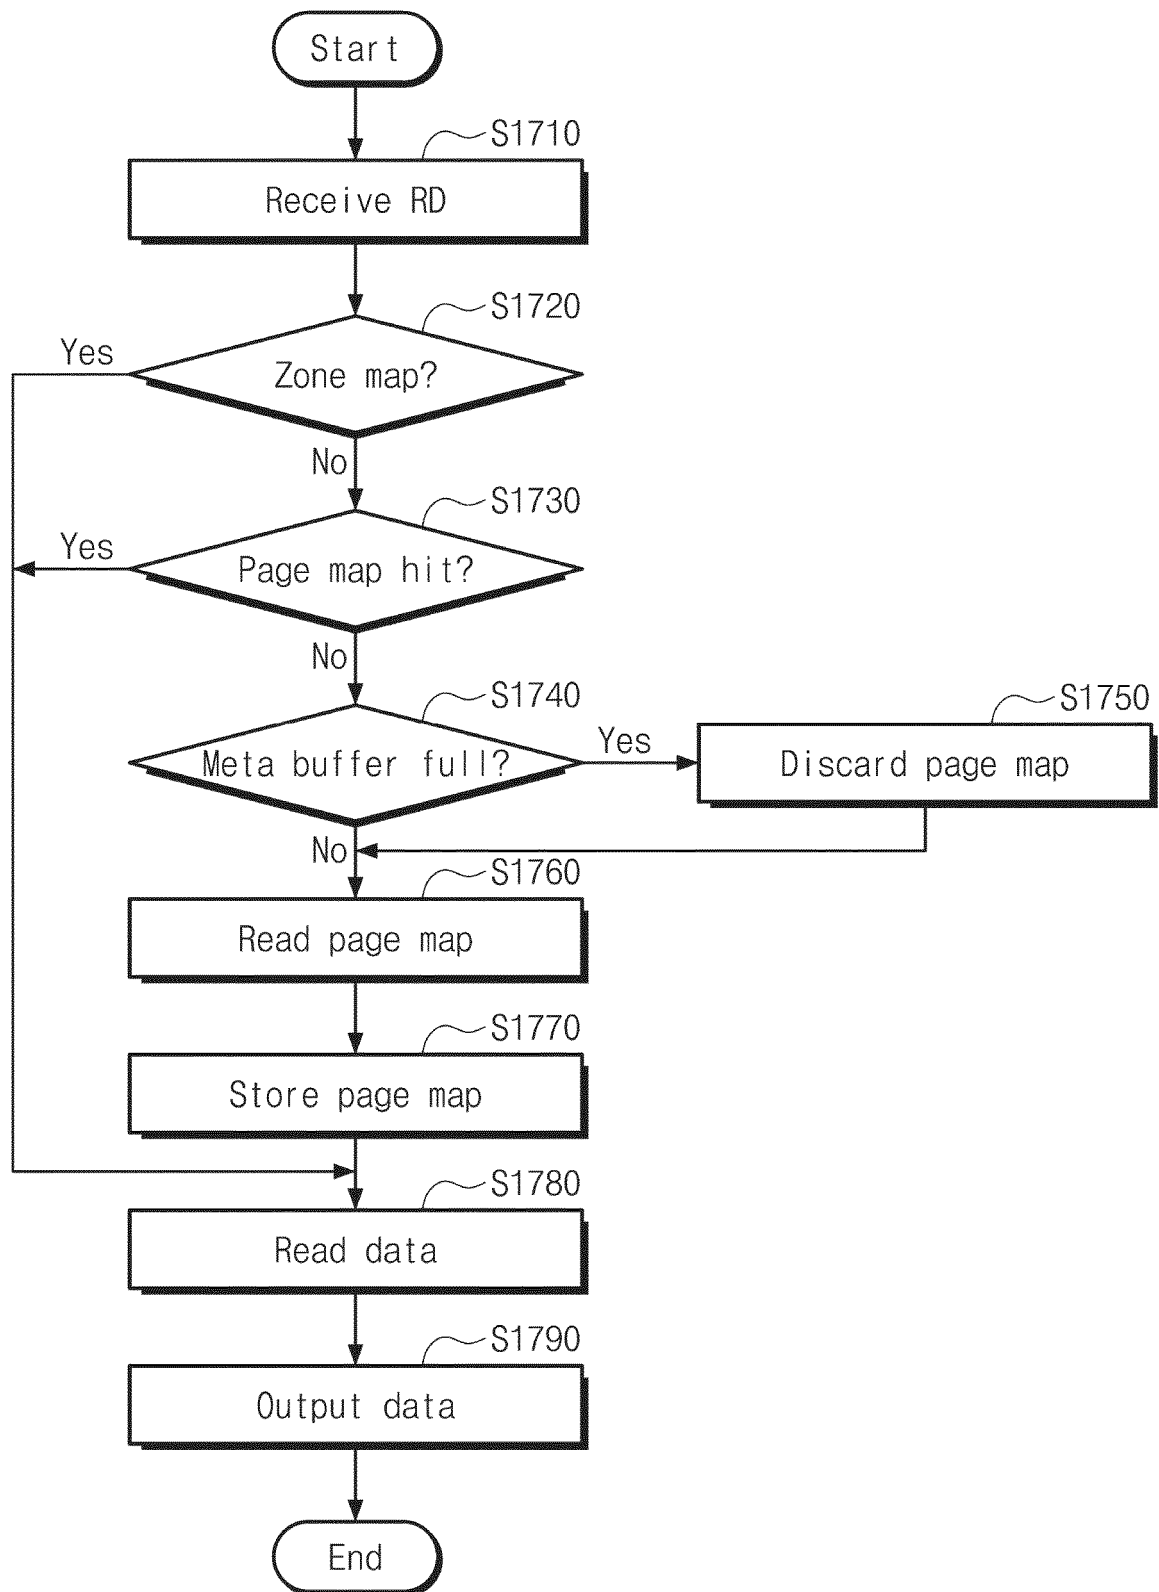 Start
S1710
Receive RD
S1720
Yes
Zone map?
No
S1730
Yes
Page map hit?
No
S1740
S1750
Meta buffer full?
Yes
Discard page map
No
S1760
Read page map
S1770
Store page map
S1780
Read data
S1790
Output data
End